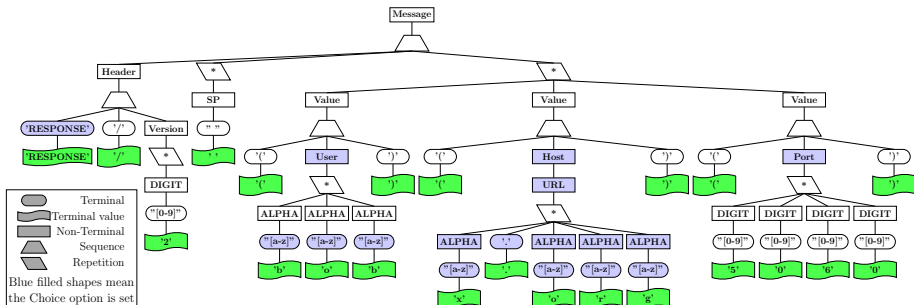 Message
Header
*
*
'RESPONSE'
'/'
Version
SP
Value
Value
Value
'RESPONSE'
'/'
*
" "
' '
'('
User
')'
'('
Host
')'
'('
Port
')'
'('
')'
'('
')'
'('
')'
DIGIT
*
URL
*
"[0-9]"
ALPHA
ALPHA
ALPHA
*
DIGIT
DIGIT
DIGIT
DIGIT
'2'
"[a-z]"
"[a-z]"
"[a-z]"
ALPHA
'.'
ALPHA
ALPHA
ALPHA
"[0-9]"
"[0-9]"
"[0-9]"
"[0-9]"
'b'
'o'
'b'
"[a-z]"
'.'
"[a-z]"
"[a-z]"
"[a-z]"
'5'
'0'
'6'
'0'
'x'
'o'
'r'
'g'
Terminal
Terminal value
Non-Terminal
Sequence
Repetition
Blue filled shapes mean
the Choice option is set